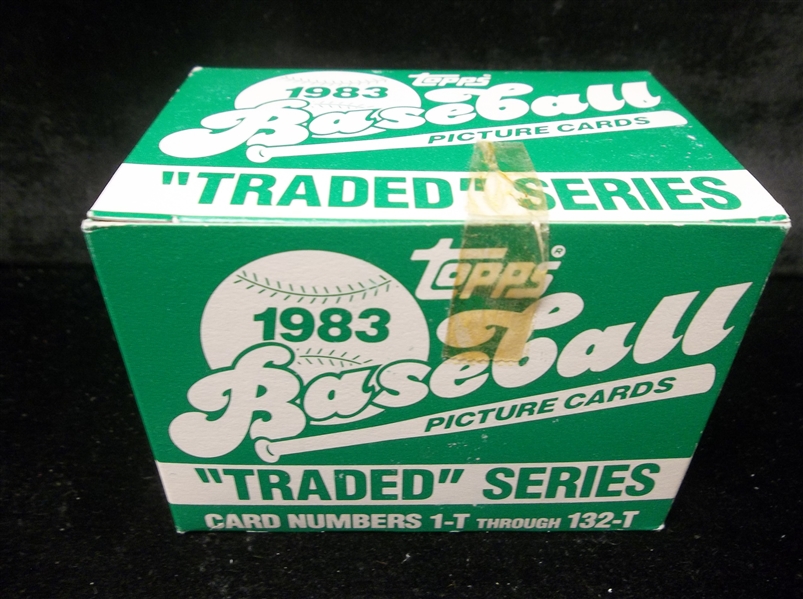 Topps
1983
Baseball
PICTURE CARDS
"TRADED" SERIES
Topps®
1983
Baseball
PICTURE CARDS
"TRADED" SERIES
CARD NUMBERS 1-T THROUGH 132-T